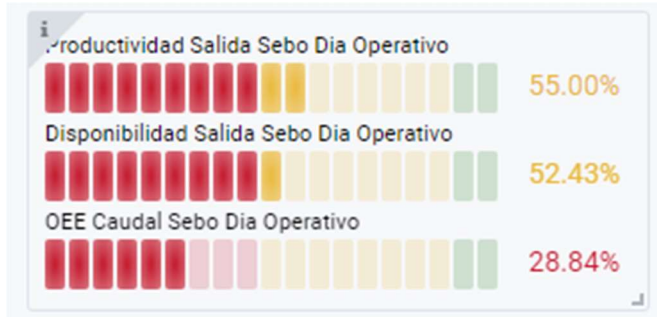 Productividad Salida Sebo Dia Operativo
55.00%
Disponibilidad Salida Sebo Dia Operativo
52.43%
OEE Caudal Sebo Dia Operativo
28.84%